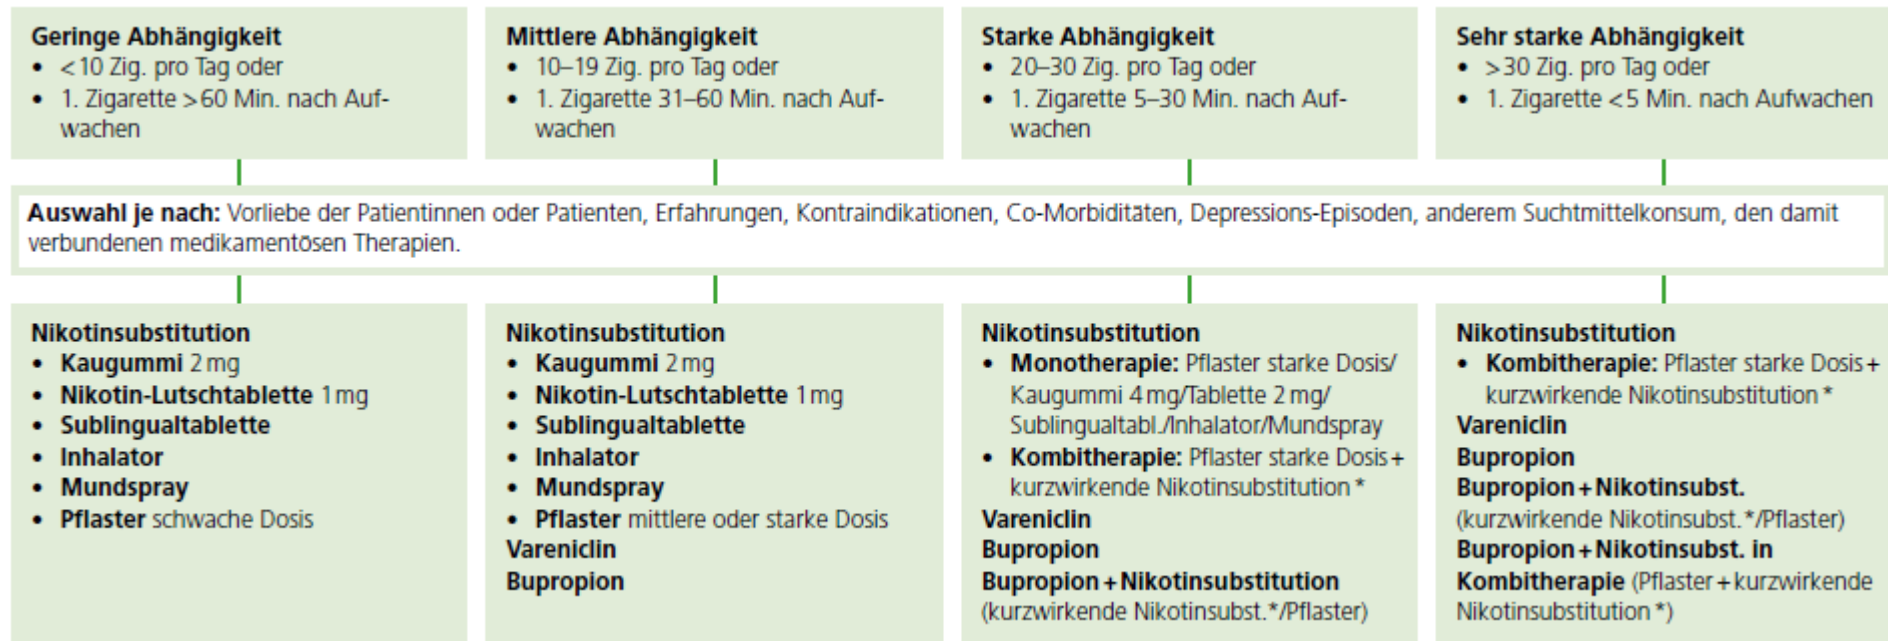 Geringe Abhängigkeit
• <10 Zig. pro Tag oder
• 1. Zigarette >60 Min. nach Auf-
wachen
Mittlere Abhängigkeit
• 10–19 Zig. pro Tag oder
• 1. Zigarette 31–60 Min. nach Auf-
wachen
Starke Abhängigkeit
• 20–30 Zig. pro Tag oder
• 1. Zigarette 5–30 Min. nach Auf-
wachen
Sehr starke Abhängigkeit
• >30 Zig. pro Tag oder
• 1. Zigarette <5 Min. nach Aufwachen
Auswahl je nach: Vorliebe der Patientinnen oder Patienten, Erfahrungen, Kontraindikationen, Co-Morbiditäten, Depressions-Episoden, anderem Suchtmittelkonsum, den damit
verbundenen medikamentösen Therapien.
Nikotinsubstitution
• Kaugummi 2 mg
• Nikotin-Lutschtablette 1 mg
• Sublingualtablette
• Inhalator
• Mundspray
• Pflaster schwache Dosis
Nikotinsubstitution
• Kaugummi 2 mg
• Nikotin-Lutschtablette 1 mg
• Sublingualtablette
• Inhalator
• Mundspray
• Pflaster mittlere oder starke Dosis
Vareniclin
Bupropion
Nikotinsubstitution
• Monotherapie: Pflaster starke Dosis/
Kaugummi 4 mg/Tablette 2 mg/
Sublingualtabl./Inhalator/Mundspray
• Kombitherapie: Pflaster starke Dosis +
kurzwirkende Nikotinsubstitution *
Vareniclin
Bupropion
Bupropion + Nikotinsubstitution
(kurzwirkende Nikotinsubst.*/Pflaster)
Nikotinsubstitution
• Kombitherapie: Pflaster starke Dosis +
kurzwirkende Nikotinsubstitution *
Vareniclin
Bupropion
Bupropion + Nikotinsubst.
(kurzwirkende Nikotinsubst.*/Pflaster)
Bupropion + Nikotinsubst. in
Kombitherapie (Pflaster + kurzwirkende
Nikotinsubstitution *)